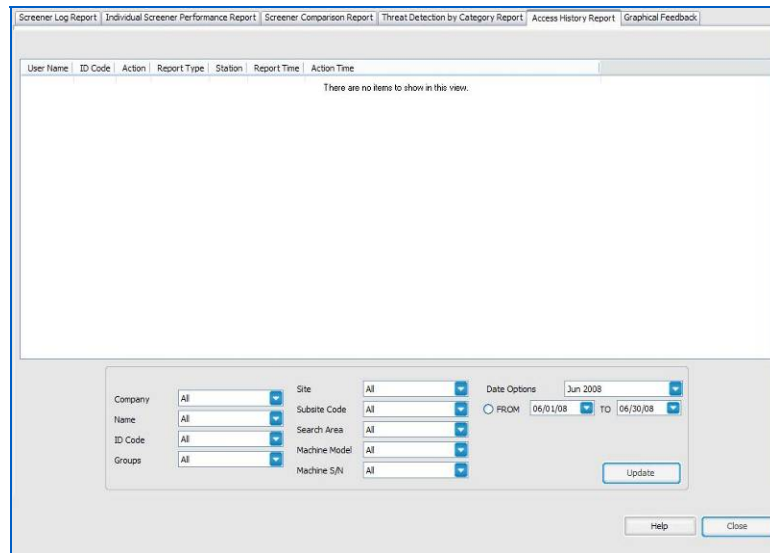 Screener Log Report Individual Screener Performance Report Screener Comparison Report Threat Detection by Category Report Access History Report Graphical Feedback
User Name ID Code Action Report Type Station Report Time Action Time
There are no items to show in this view.
Company All
Name All
ID Code All
Groups All
Site All
Subsite Code All
Search Area All
Machine Model All
Machine S/N All
Date Options Jun 2008
FROM 06/01/08 TO 06/30/08
Update
Help Close